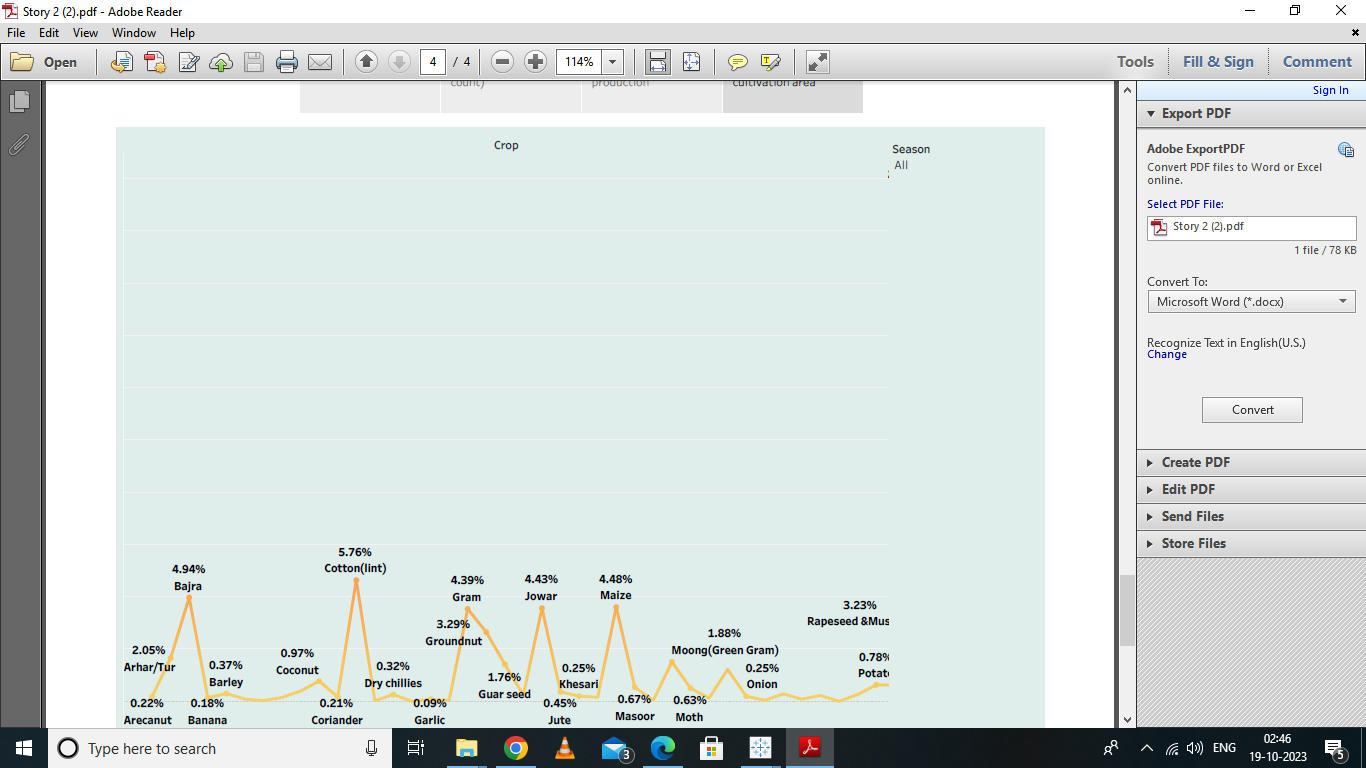 Story 2 (2).pdf - Adobe Reader
File Edit View Window Help
Open 4 / 4 114% Tools Fill & Sign Comment
count) production cultivation area
Crop
Season
All
5.76%
Cotton(lint)
4.94%
Bajra
4.39%
Gram
4.43%
Jowar
4.48%
Maize
3.23%
Rapeseed &Mus
3.29%
Groundnut
1.88%
Moong(Green Gram)
2.05%
Arhar/Tur
0.97%
Coconut
0.37%
Barley
0.32%
Dry chillies
1.76%
Guar seed
0.25%
Khesari
0.25%
Onion
0.78%
Potat
0.22%
Arecanut
0.18%
Banana
0.21%
Coriander
0.09%
Garlic
0.45%
Jute
0.67%
Masoor
0.63%
Moth
Sign In
Export PDF
Adobe ExportPDF
Convert PDF files to Word or Excel
online.
Select PDF File:
Story 2 (2).pdf
1 file / 78 KB
Convert To:
Microsoft Word (*.docx)
Recognize Text in English(U.S.)
Change
Convert
Create PDF
Edit PDF
Send Files
Store Files
Type here to search
3
ENG
02:46
19-10-2023
5